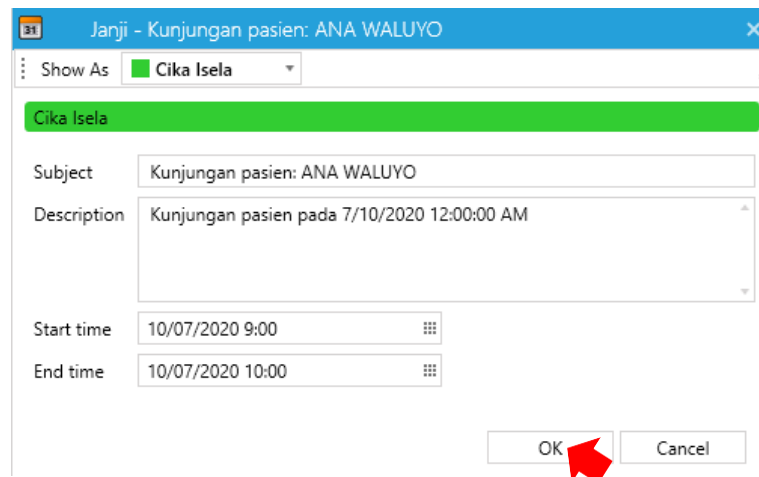 31 Janji - Kunjungan pasien: ANA WALUYO
Show As Cika Isela
Cika Isela
Subject Kunjungan pasien: ANA WALUYO
Description Kunjungan pasien pada 7/10/2020 12:00:00 AM
Start time 10/07/2020 9:00
End time 10/07/2020 10:00
OK Cancel